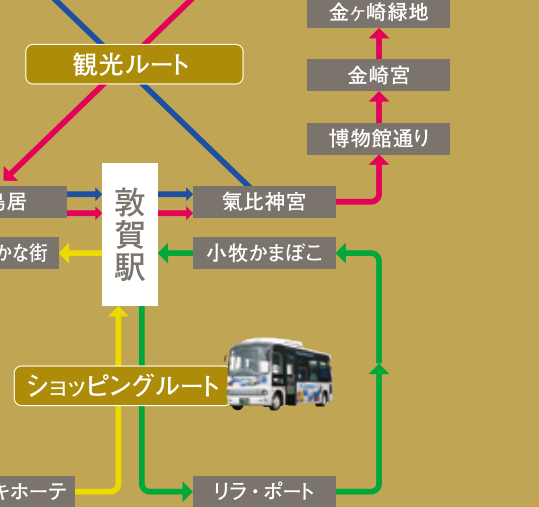 金ヶ崎緑地
観光ルート
金崎宮
博物館通り
鳥居
氣比神宮
敦賀駅
かな街
小牧かまぼこ
ショッピングルート
キホーテ
リラ・ポート